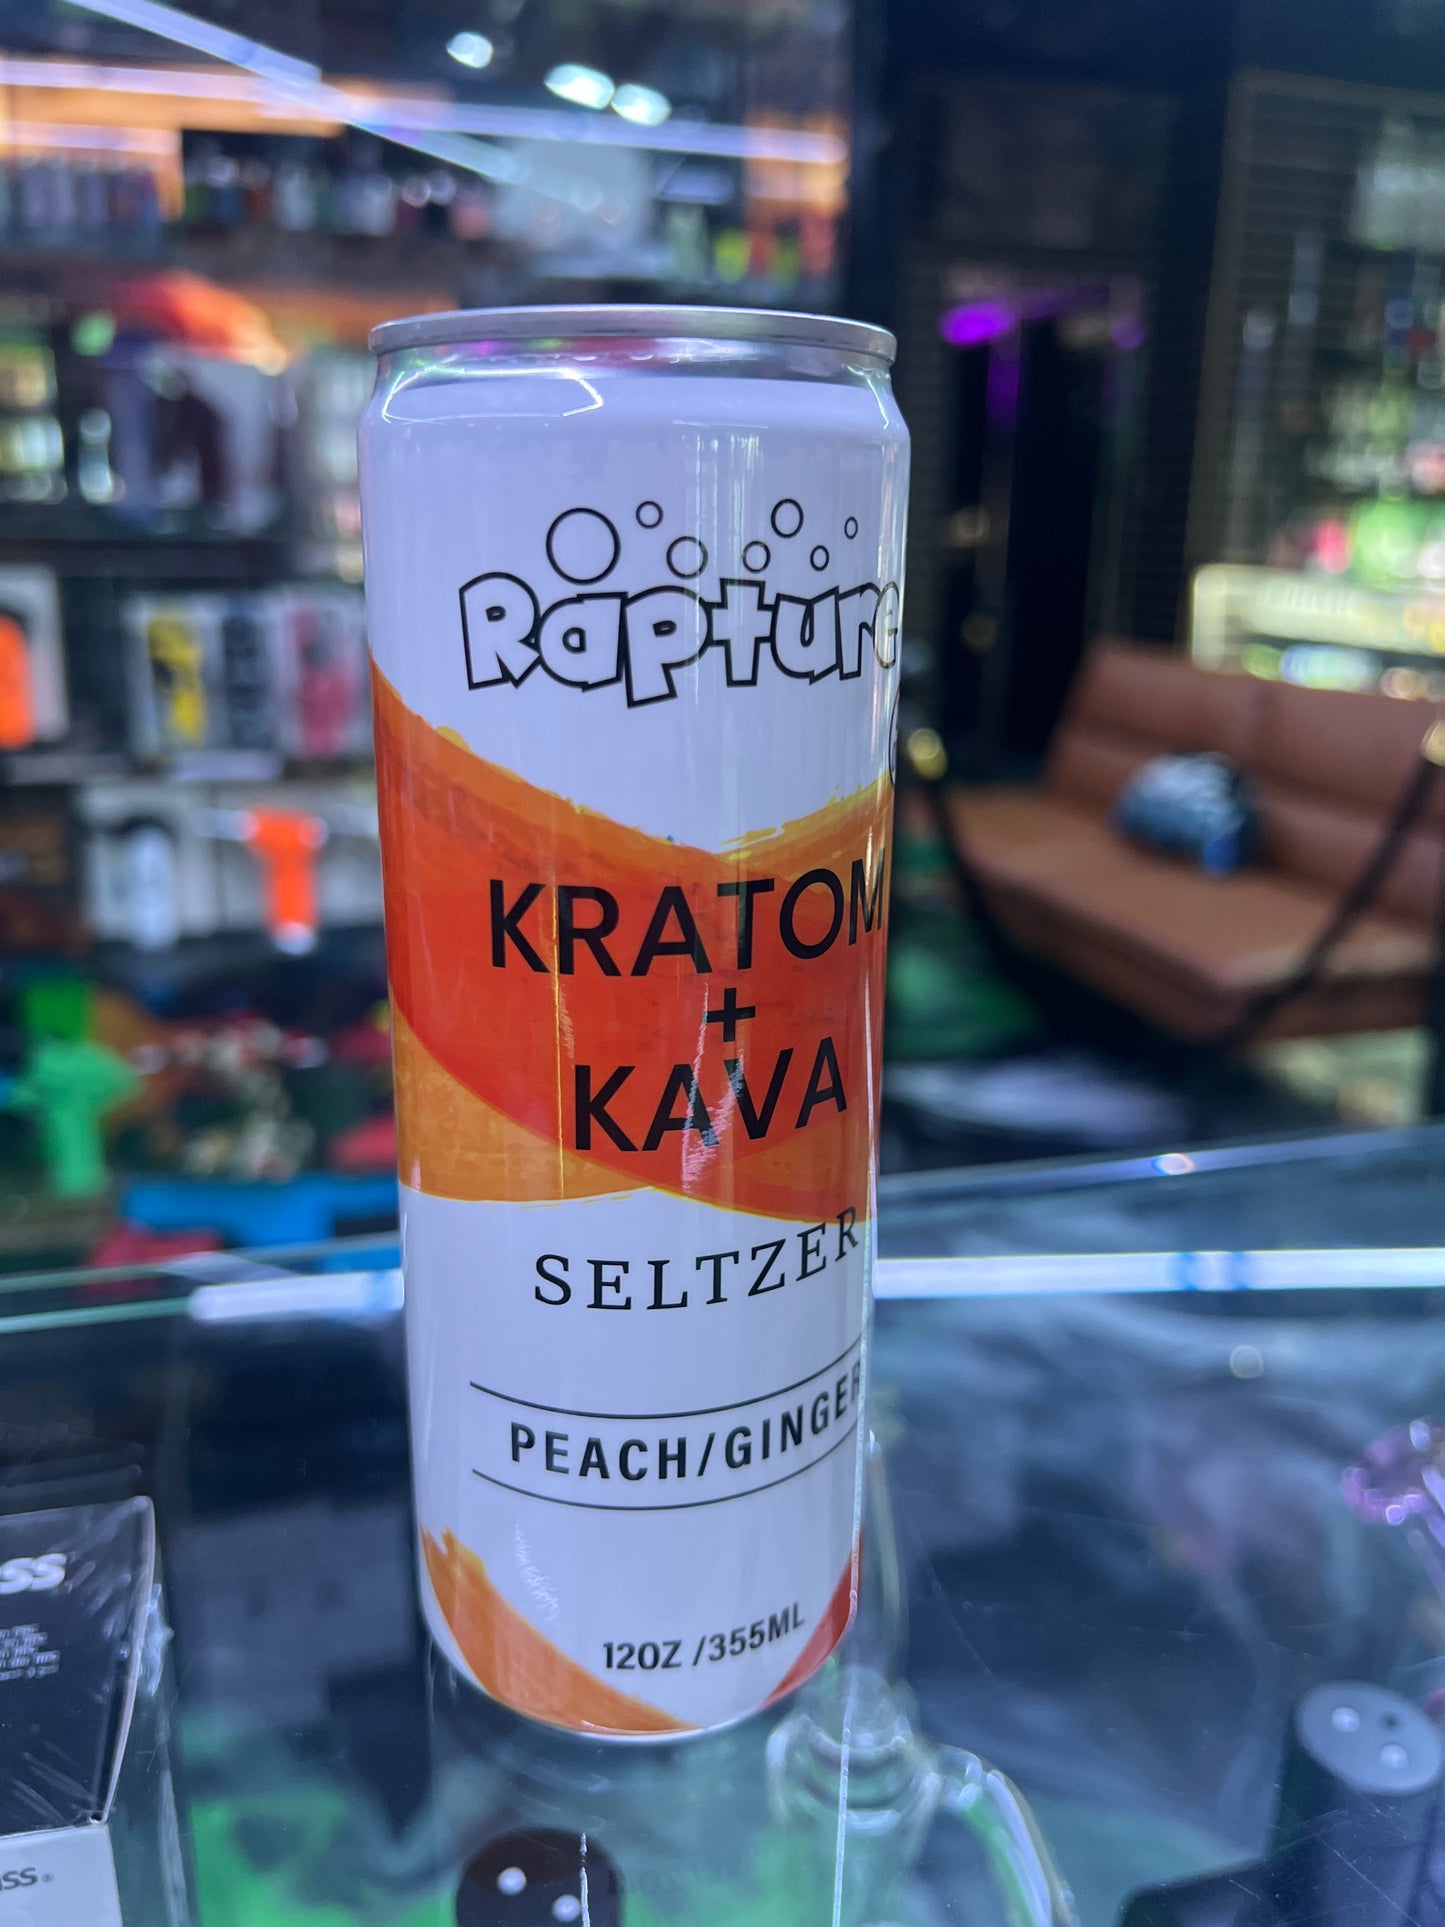 Rapture
KRATOM
+
KAVA
SELTZER
PEACH/GINGER
12OZ /355ML